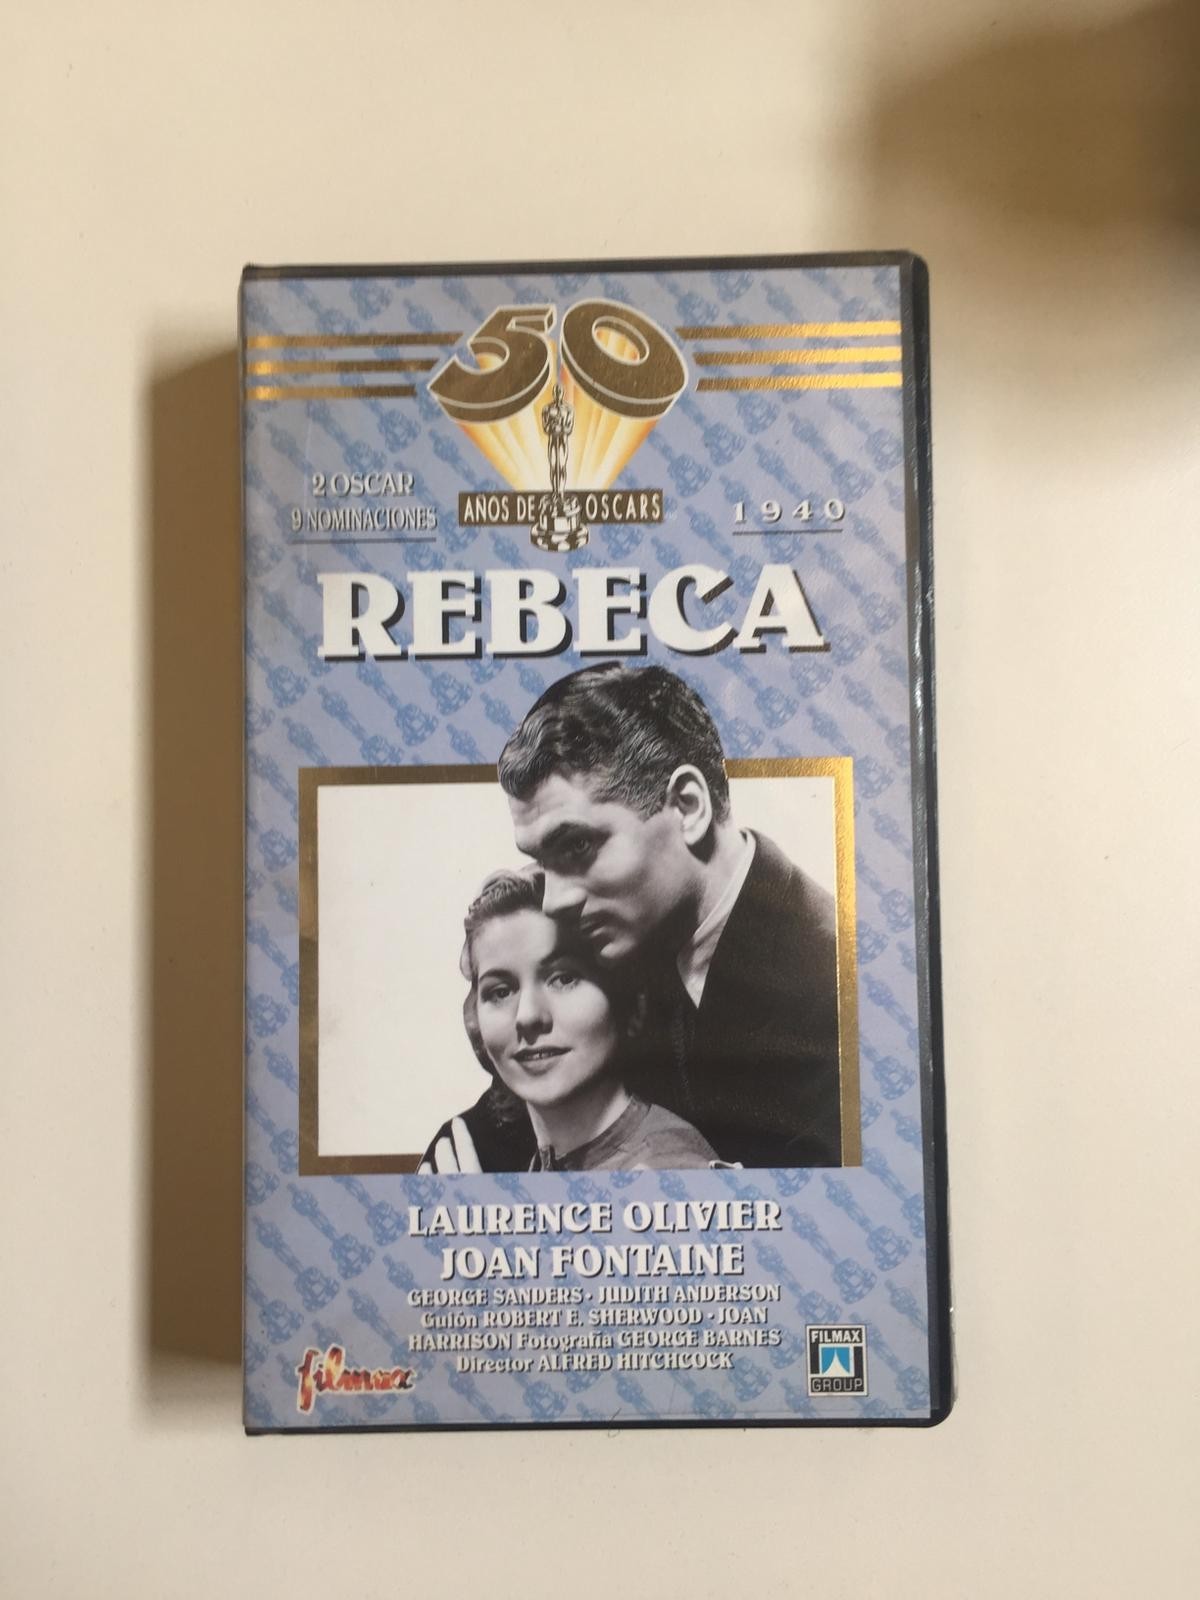 50
AÑOS DE OSCARS
2 OSCAR
9 NOMINACIONES
1940
REBECA
LAURENCE OLIVIER
JOAN FONTAINE
GEORGE SANDERS · JUDITH ANDERSON
Guión ROBERT E. SHERWOOD · JOAN
HARRISON Fotografía GEORGE BARNES
Director ALFRED HITCHCOCK
filmax
FILMAX
GROUP